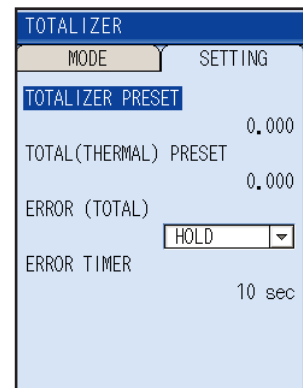 TOTALIZER
MODE SETTING
TOTALIZER PRESET
0.000
TOTAL(THERMAL) PRESET
0.000
ERROR (TOTAL)
HOLD
ERROR TIMER
10 sec